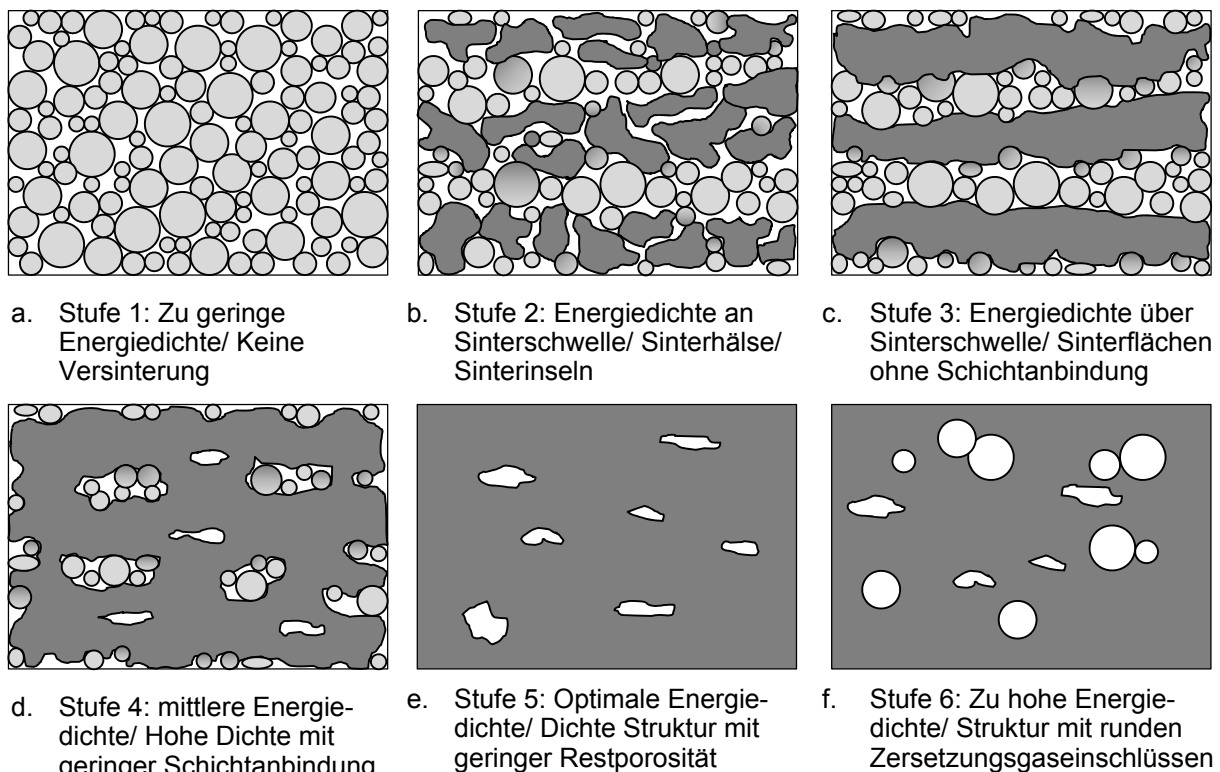 a. Stufe 1: Zu geringe
Energiedichte/ Keine
Versinterung
b. Stufe 2: Energiedichte an
Sinterschwelle/ Sinterhälse/
Sinterinseln
c. Stufe 3: Energiedichte über
Sinterschwelle/ Sinterflächen
ohne Schichtanbindung
d. Stufe 4: mittlere Energie-
dichte/ Hohe Dichte mit
geringer Schichtanbindung
e. Stufe 5: Optimale Energie-
dichte/ Dichte Struktur mit
geringer Restporosität
f. Stufe 6: Zu hohe Energie-
dichte/ Struktur mit runden
Zersetzungsgaseinschlüssen